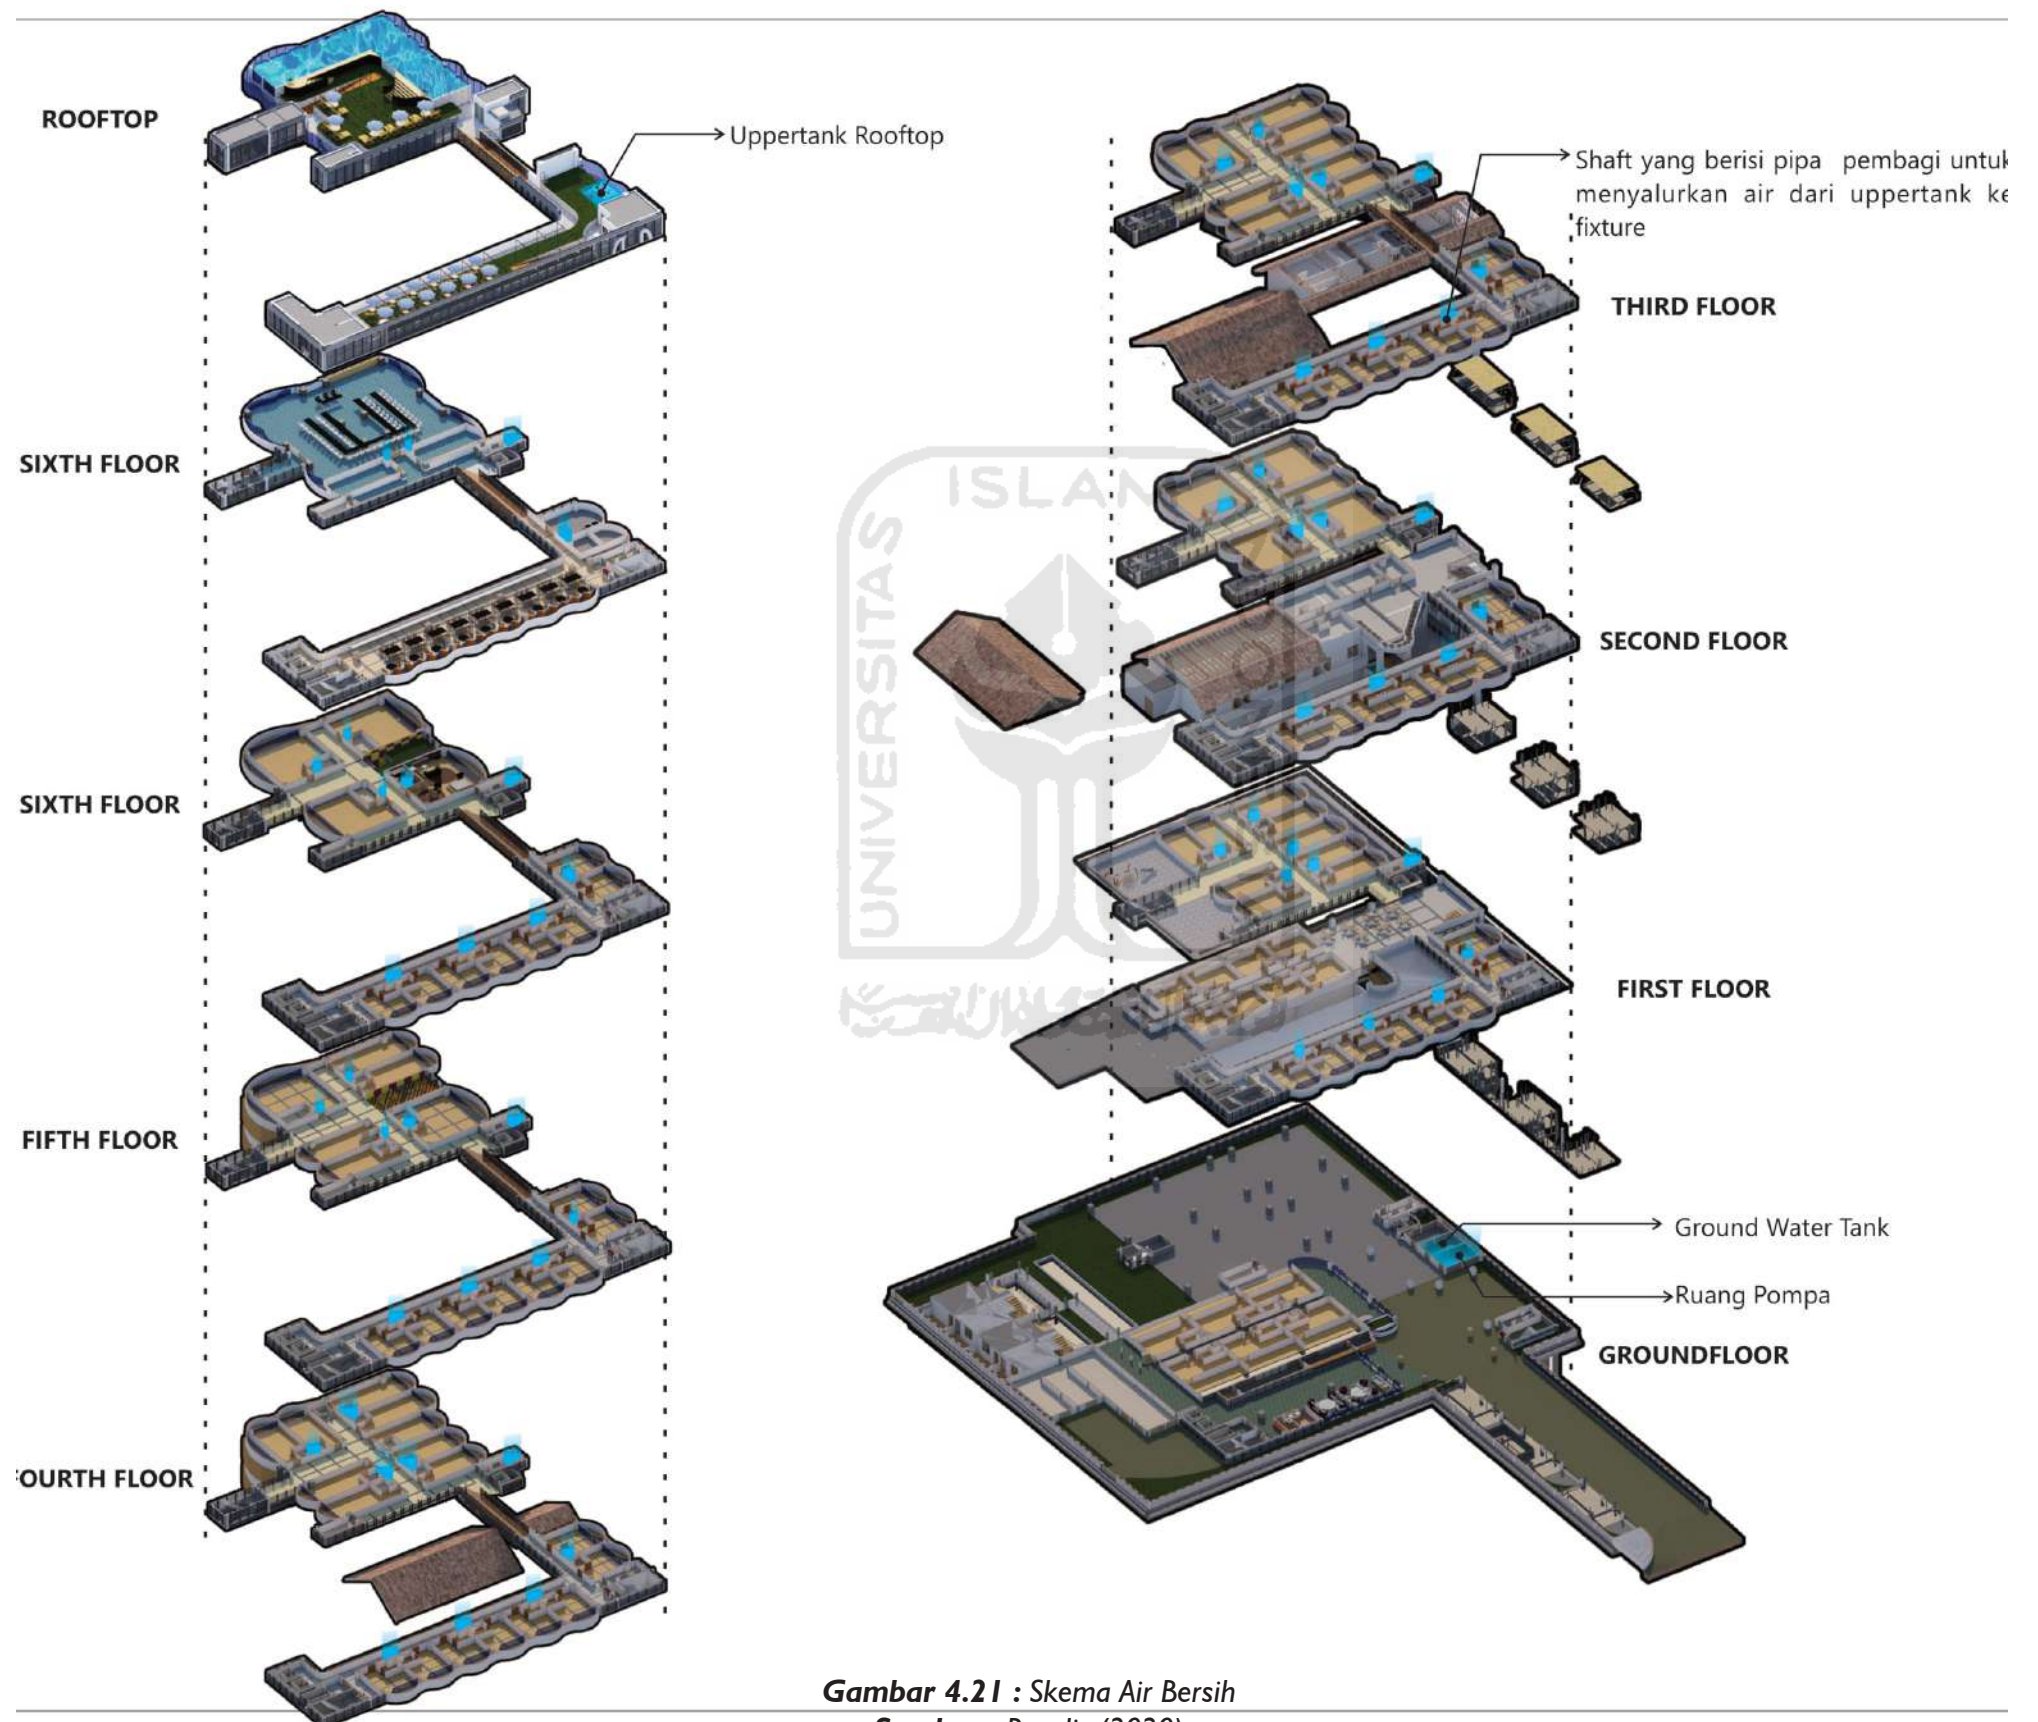 ROOFTOP
Uppertank Rooftop
SIXTH FLOOR
SIXTH FLOOR
FIFTH FLOOR
OURTH FLOOR
Shaft yang berisi pipa pembagi untuk
menyalurkan air dari uppertank ke
fixture
THIRD FLOOR
SECOND FLOOR
FIRST FLOOR
Ground Water Tank
Ruang Pompa
GROUNDFLOOR
UNIVERSITAS
ISLAM
Gambar 4.21 : Skema Air Bersih